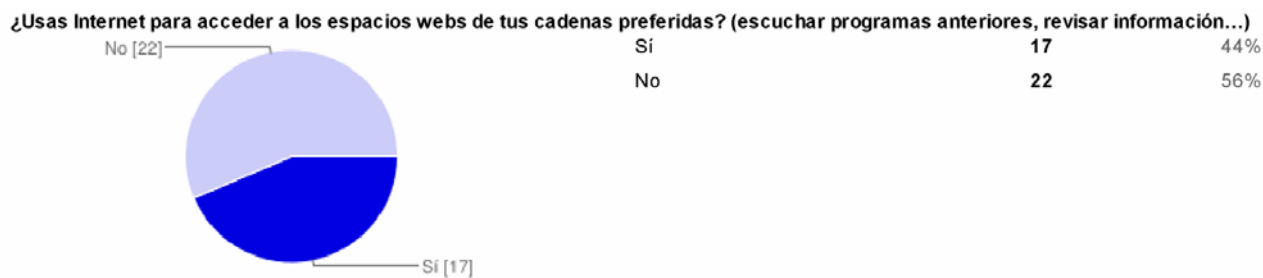 ¿Usas Internet para acceder a los espacios webs de tus cadenas preferidas? (escuchar programas anteriores, revisar información...)
No [22]
Sí 17 44%
No 22 56%
Sí [17]